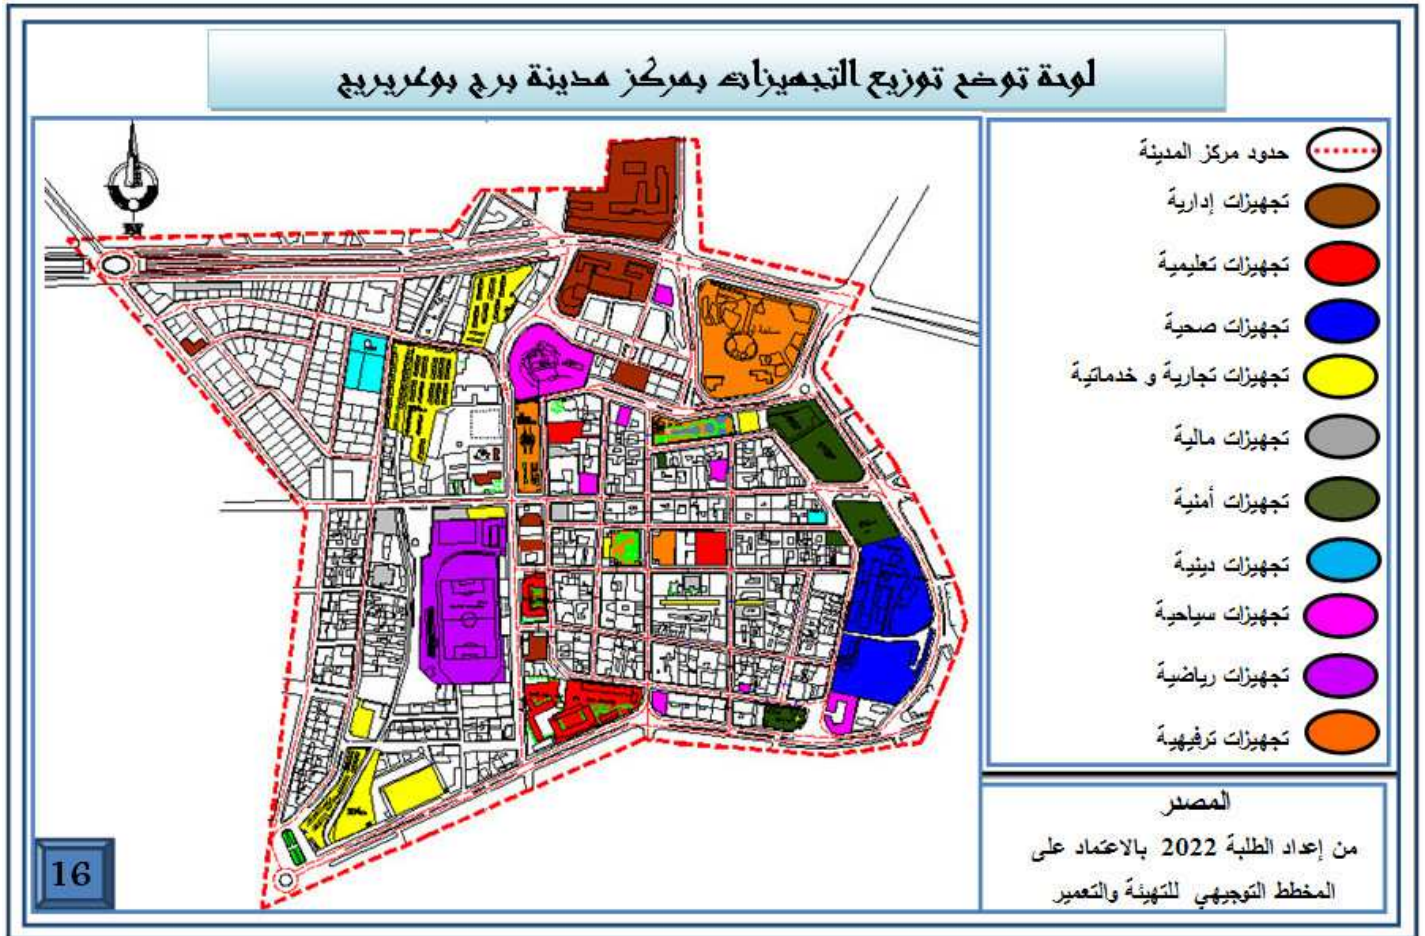 لوحة توضح توزيع التجهيزات بمركز مدينة برج بوعريريج
حدود مركز المدينة
تجهيزات إدارية
تجهيزات تعليمية
تجهيزات صحية
تجهيزات تجارية و خدماتية
تجهيزات مالية
تجهيزات أمنية
تجهيزات دينية
تجهيزات سياحية
تجهيزات رياضية
تجهيزات ترفيهية
المصدر
من إعداد الطلبة 2022 بالاعتماد على
المخطط التوجيهي للتهيئة والتعمير
16